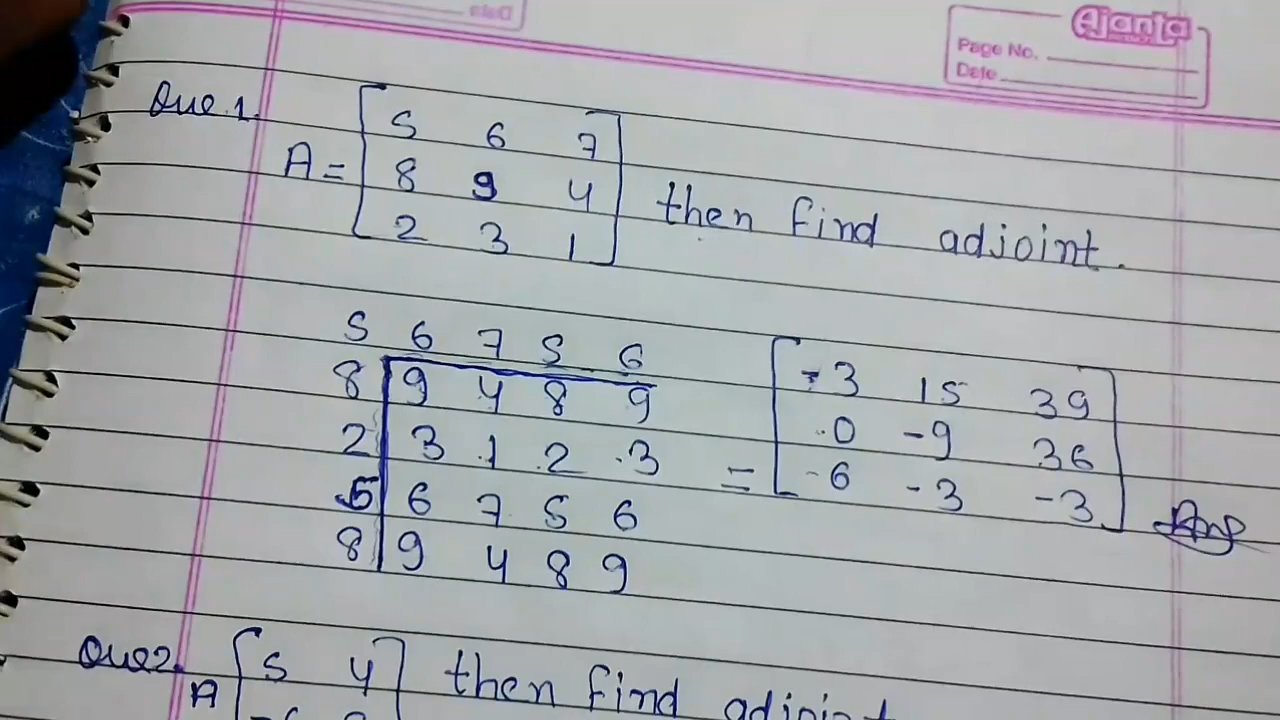 Date
Ajanta
Page No.
Date
Que.1.
A = [5 6 7
8 9 4
2 3 1] then find adjoint.
5 6 7 5 6
8 9 4 8 9
2 3 1 2 3
5 6 7 5 6
8 9 4 8 9
= [-3 15 39
0 -9 36
-6 -3 -3] Ans
Que2. A [5 4] then find adjoint